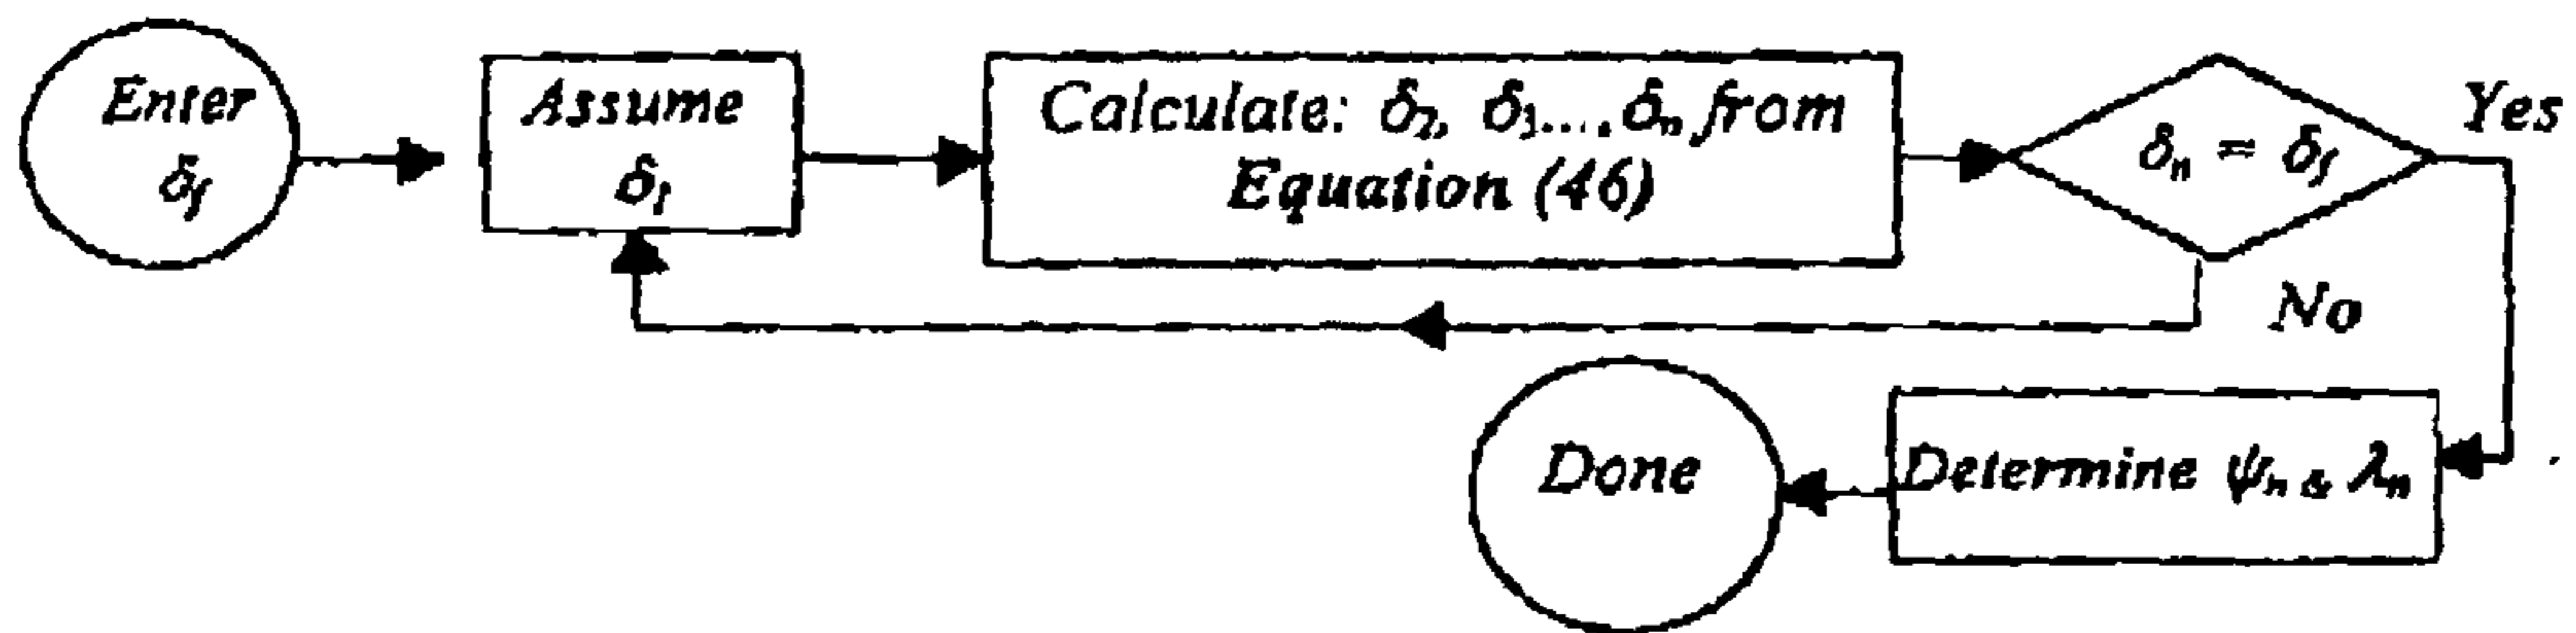 Enter
δf
Assume
δ1
Calculate: δ2, δ3....,δn from
Equation (46)
δn = δf
Yes
No
Determine ψn & λn
Done